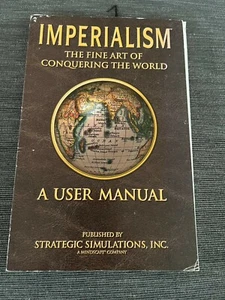 IMPERIALISM
THE FINE ART OF
CONQUERING THE WORLD
A USER MANUAL
PUBLISHED BY
STRATEGIC SIMULATIONS, INC.
A MINDSCAPE COMPANY